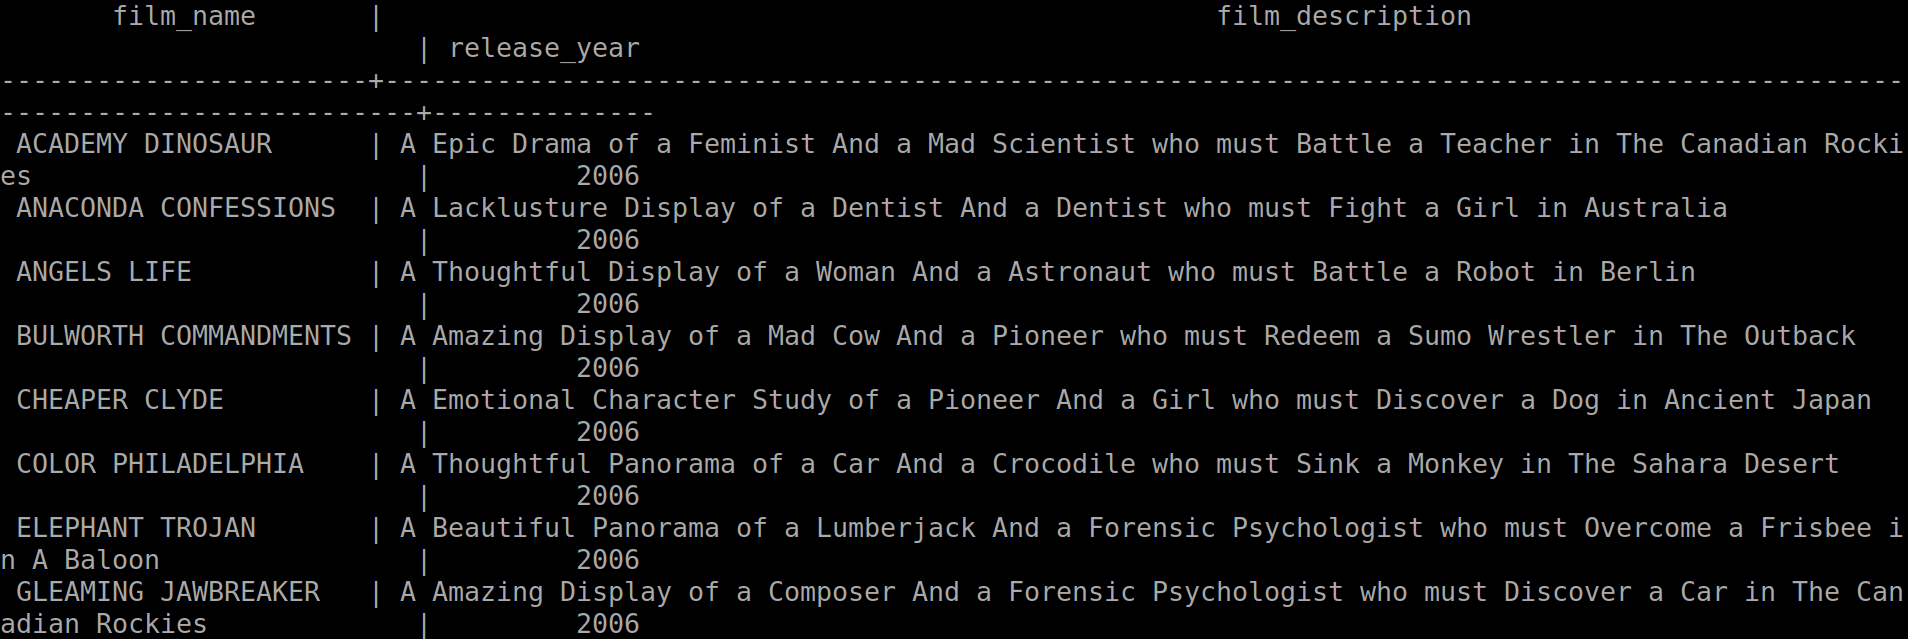 film_name | film_description
| release_year
-----------------------+-----------------------------------------------------------------------------------------------
--------------------------+--------------
ACADEMY DINOSAUR | A Epic Drama of a Feminist And a Mad Scientist who must Battle a Teacher in The Canadian Rocki
es | 2006
ANACONDA CONFESSIONS | A Lacklusture Display of a Dentist And a Dentist who must Fight a Girl in Australia
| 2006
ANGELS LIFE | A Thoughtful Display of a Woman And a Astronaut who must Battle a Robot in Berlin
| 2006
BULWORTH COMMANDMENTS | A Amazing Display of a Mad Cow And a Pioneer who must Redeem a Sumo Wrestler in The Outback
| 2006
CHEAPER CLYDE | A Emotional Character Study of a Pioneer And a Girl who must Discover a Dog in Ancient Japan
| 2006
COLOR PHILADELPHIA | A Thoughtful Panorama of a Car And a Crocodile who must Sink a Monkey in The Sahara Desert
| 2006
ELEPHANT TROJAN | A Beautiful Panorama of a Lumberjack And a Forensic Psychologist who must Overcome a Frisbee i
n A Baloon | 2006
GLEAMING JAWBREAKER | A Amazing Display of a Composer And a Forensic Psychologist who must Discover a Car in The Can
adian Rockies | 2006